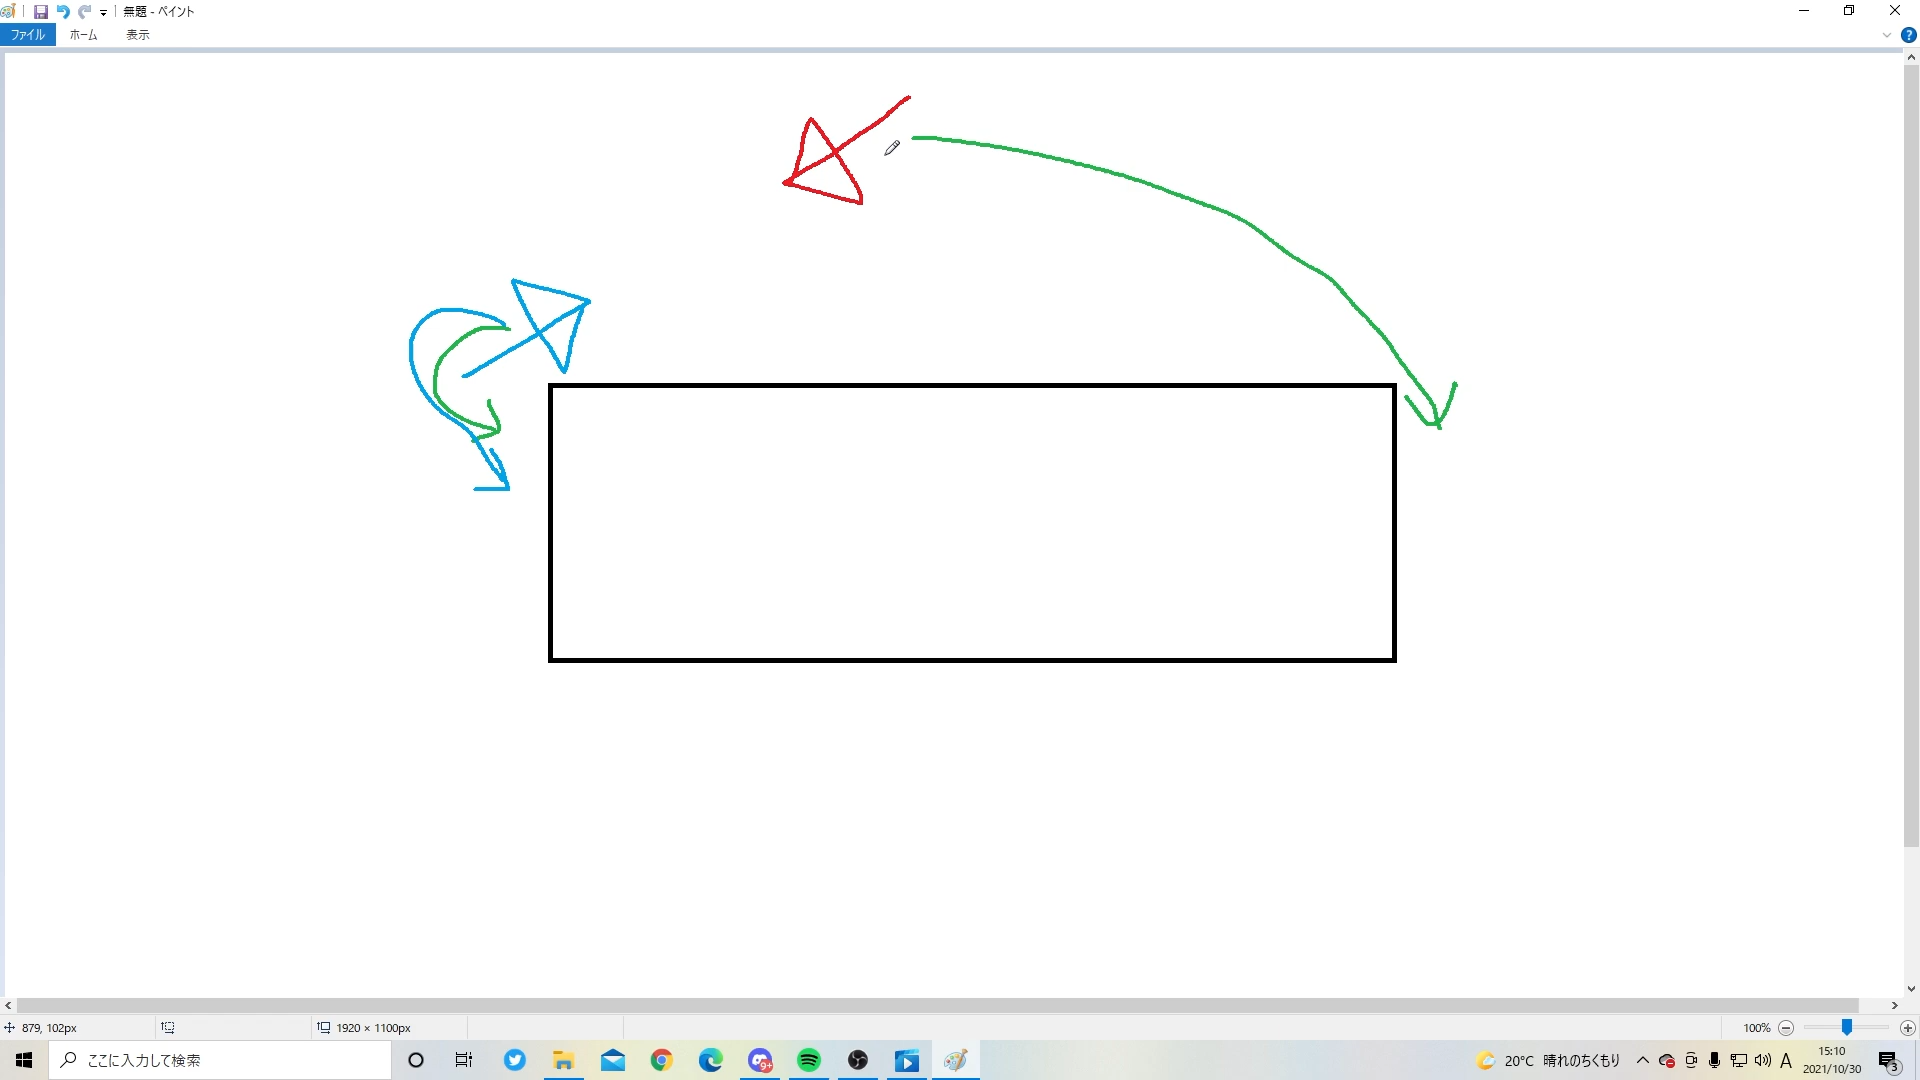 無題 - ペイント
ファイル ホーム 表示
879, 102px
1920 × 1100px
100%
ここに入力して検索
9+
20°C 晴れのちくもり
A
15:10
2021/10/30
3